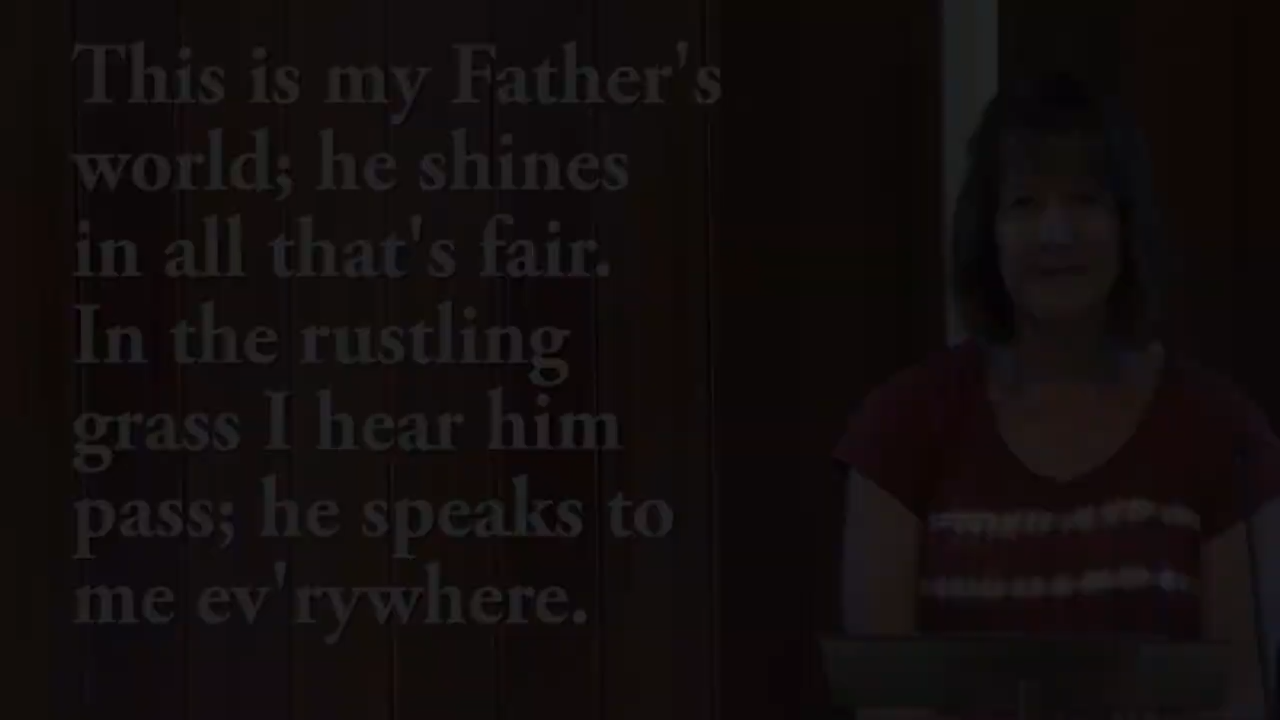 This is my Father's
world; he shines
in all that's fair.
In the rustling
grass I hear him
pass; he speaks to
me ev'rywhere.